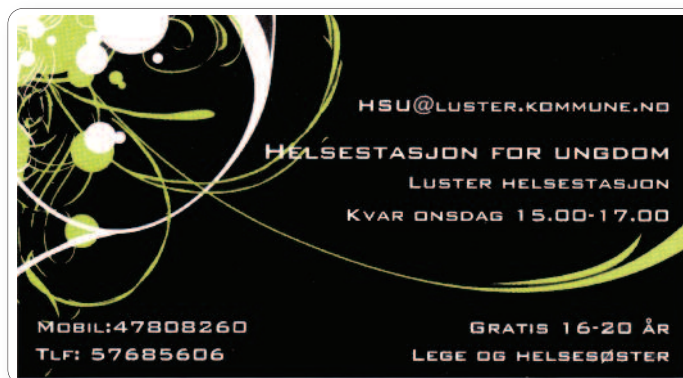 HSU@LUSTER.KOMMUNE.NO
HELSESTASJON FOR UNGDOM
LUSTER HELSESTASJON
KVAR ONSDAG 15.00-17.00
MOBIL:47808260
TLF: 57685606
GRATIS 16-20 ÅR
LEGE OG HELSESØSTER